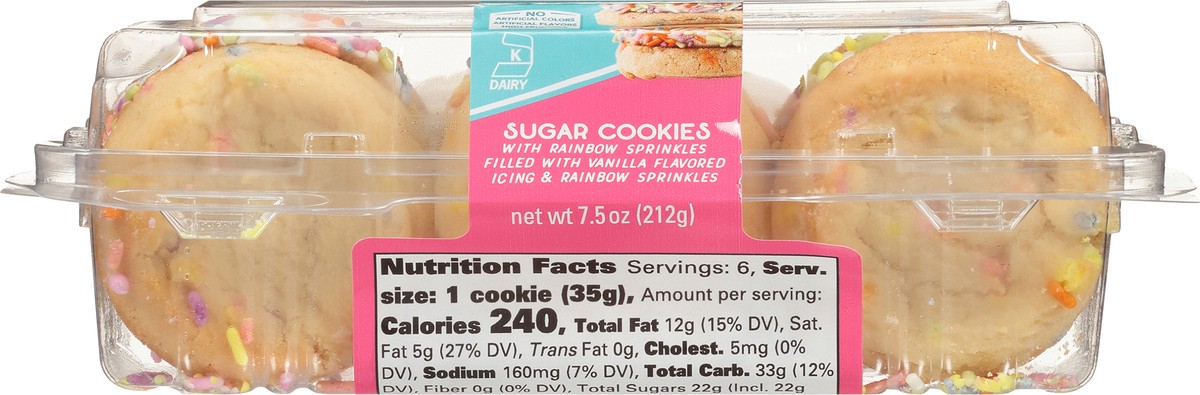 NO
ARTIFICIAL COLORS
ARTIFICIAL FLAVORS
K
DAIRY
SUGAR COOKIES
WITH RAINBOW SPRINKLES
FILLED WITH VANILLA FLAVORED
ICING & RAINBOW SPRINKLES
net wt 7.5 oz (212g)
Nutrition Facts Servings: 6, Serv.
size: 1 cookie (35g), Amount per serving:
Calories 240, Total Fat 12g (15% DV), Sat.
Fat 5g (27% DV), Trans Fat 0g, Cholest. 5mg (0%
DV), Sodium 160mg (7% DV), Total Carb. 33g (12%
DV), Fiber 0g (0% DV), Total Sugars 22g (Incl. 22g